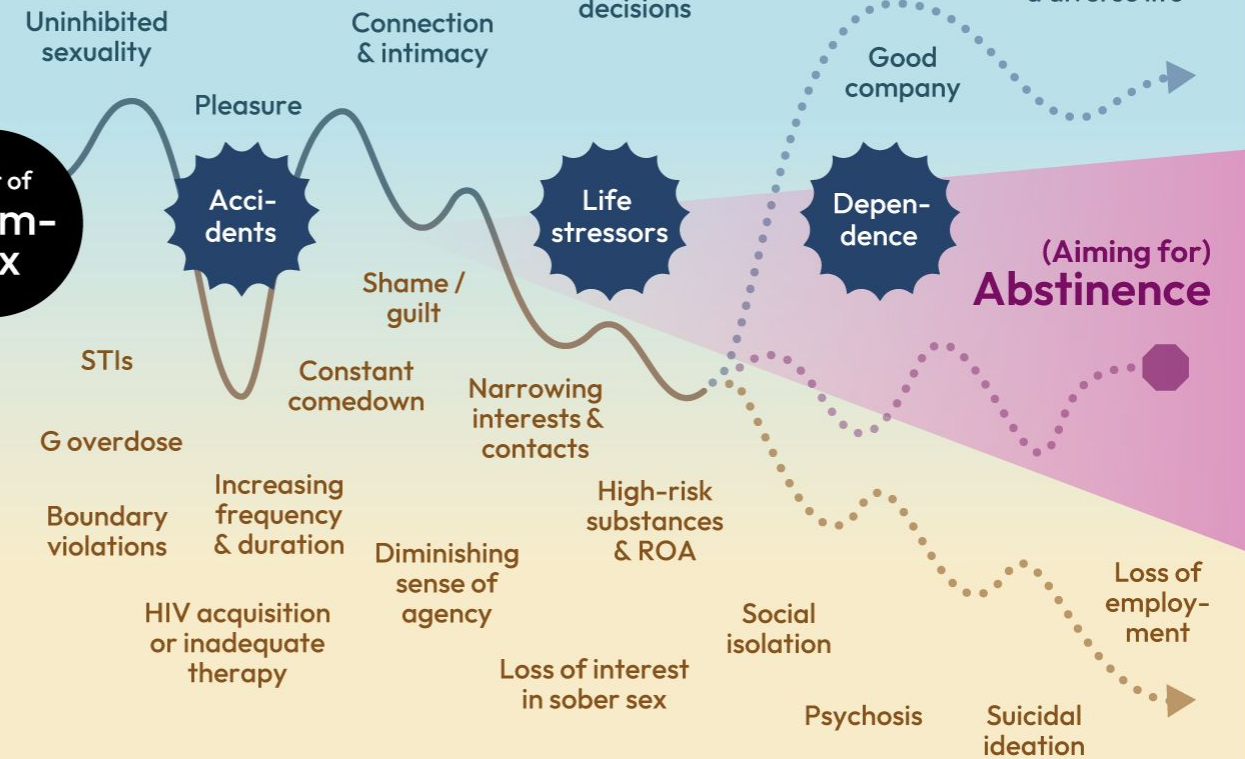 Uninhibited
sexuality
Connection
& intimacy
decisions
Good
company
Pleasure
of
m-
x
Acci-
dents
Life
stressors
Depen-
dence
(Aiming for)
Abstinence
Shame /
guilt
STIs
Constant
comedown
Narrowing
interests &
contacts
G overdose
Increasing
frequency
& duration
High-risk
substances
& ROA
Boundary
violations
Diminishing
sense of
agency
Loss of
employ-
ment
HIV acquisition
or inadequate
therapy
Social
isolation
Loss of interest
in sober sex
Psychosis
Suicidal
ideation